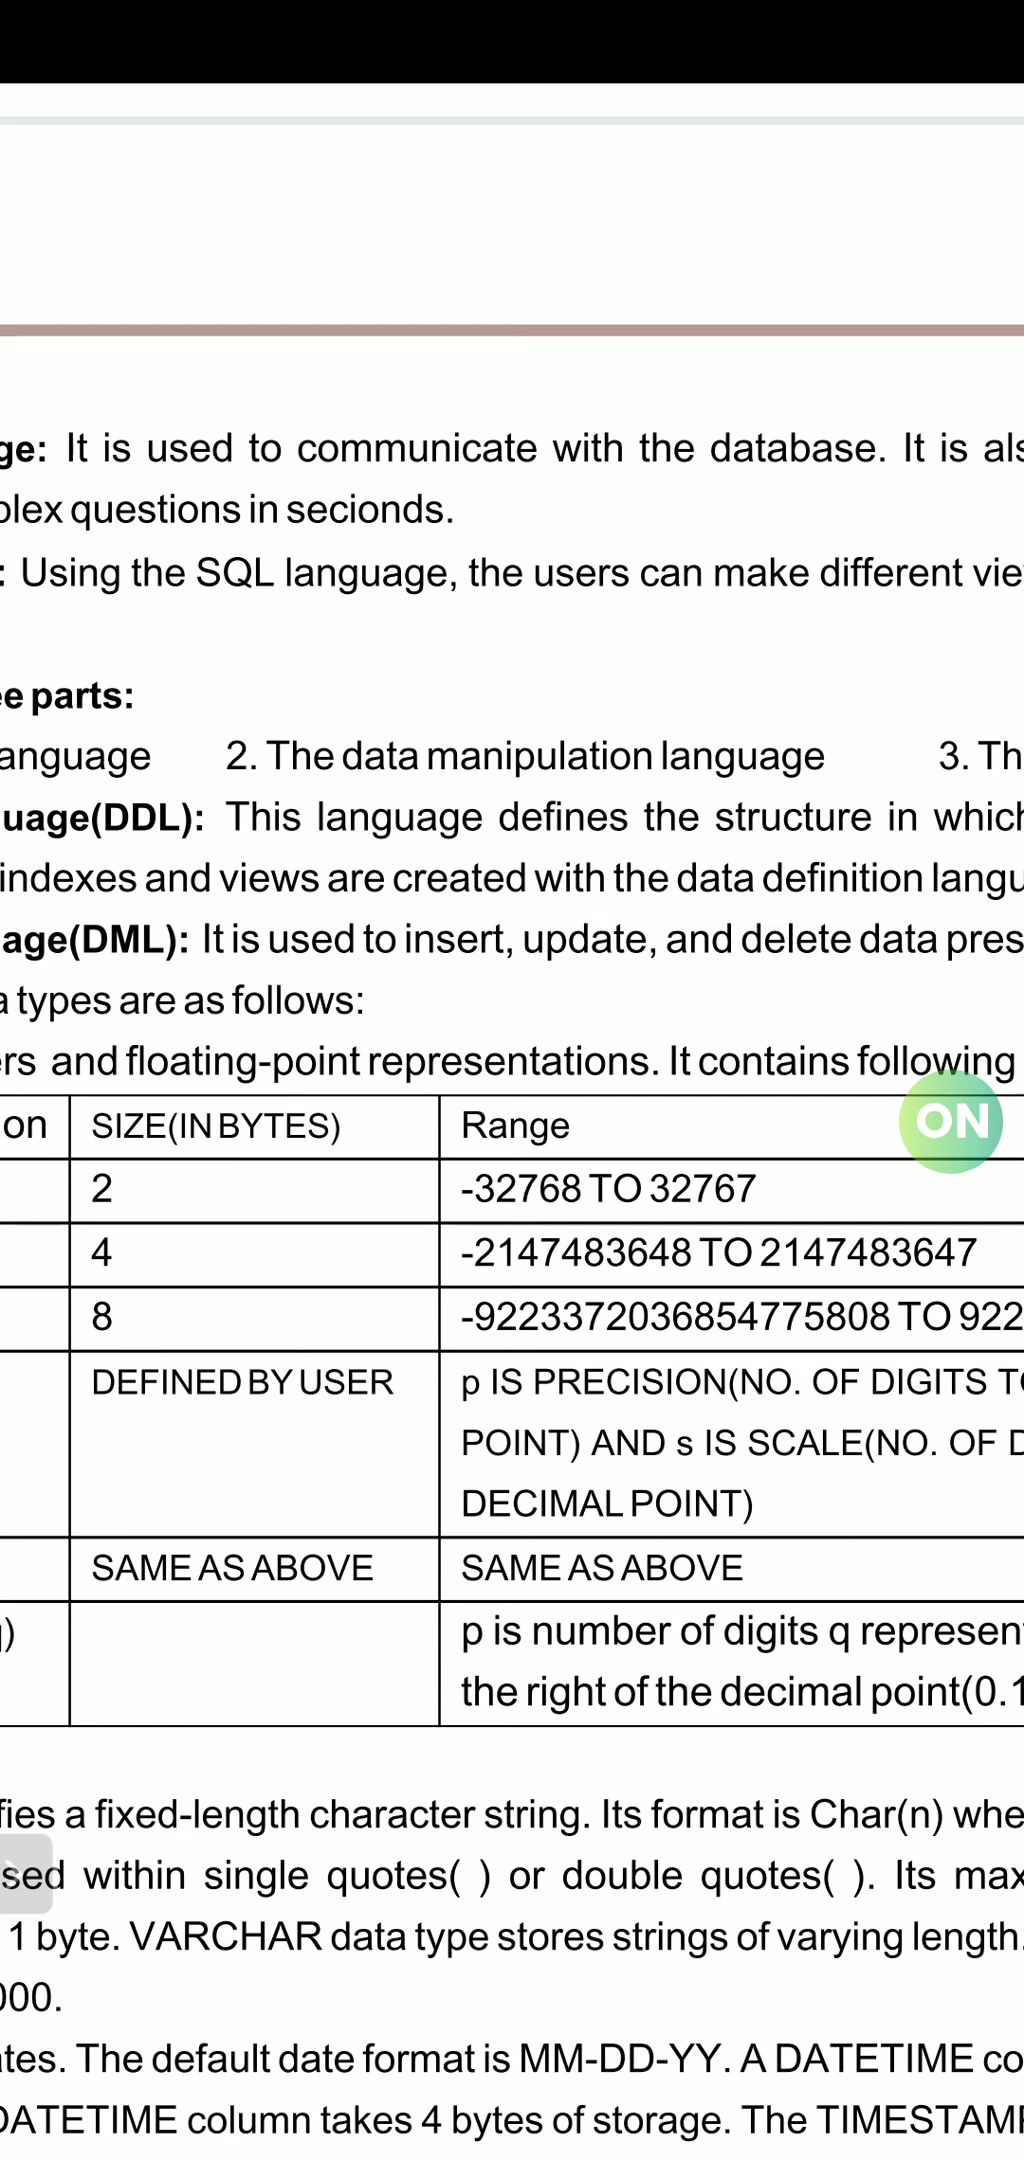 ge: It is used to communicate with the database. It is als
plex questions in secionds.
: Using the SQL language, the users can make different vie
ee parts:
anguage 2. The data manipulation language 3. Th
uage(DDL): This language defines the structure in which
indexes and views are created with the data definition langu
age(DML): It is used to insert, update, and delete data pres
a types are as follows:
ers and floating-point representations. It contains following
on SIZE(IN BYTES) Range ON
2 -32768 TO 32767
4 -2147483648 TO 2147483647
8 -9223372036854775808 TO 922
DEFINED BY USER p IS PRECISION(NO. OF DIGITS TO
POINT) AND s IS SCALE(NO. OF D
DECIMAL POINT)
SAME AS ABOVE SAME AS ABOVE
) p is number of digits q represent
the right of the decimal point(0.1
fies a fixed-length character string. Its format is Char(n) whe
sed within single quotes( ) or double quotes( ). Its max
1 byte. VARCHAR data type stores strings of varying length.
000.
ates. The default date format is MM-DD-YY. A DATETIME co
DATETIME column takes 4 bytes of storage. The TIMESTAMP